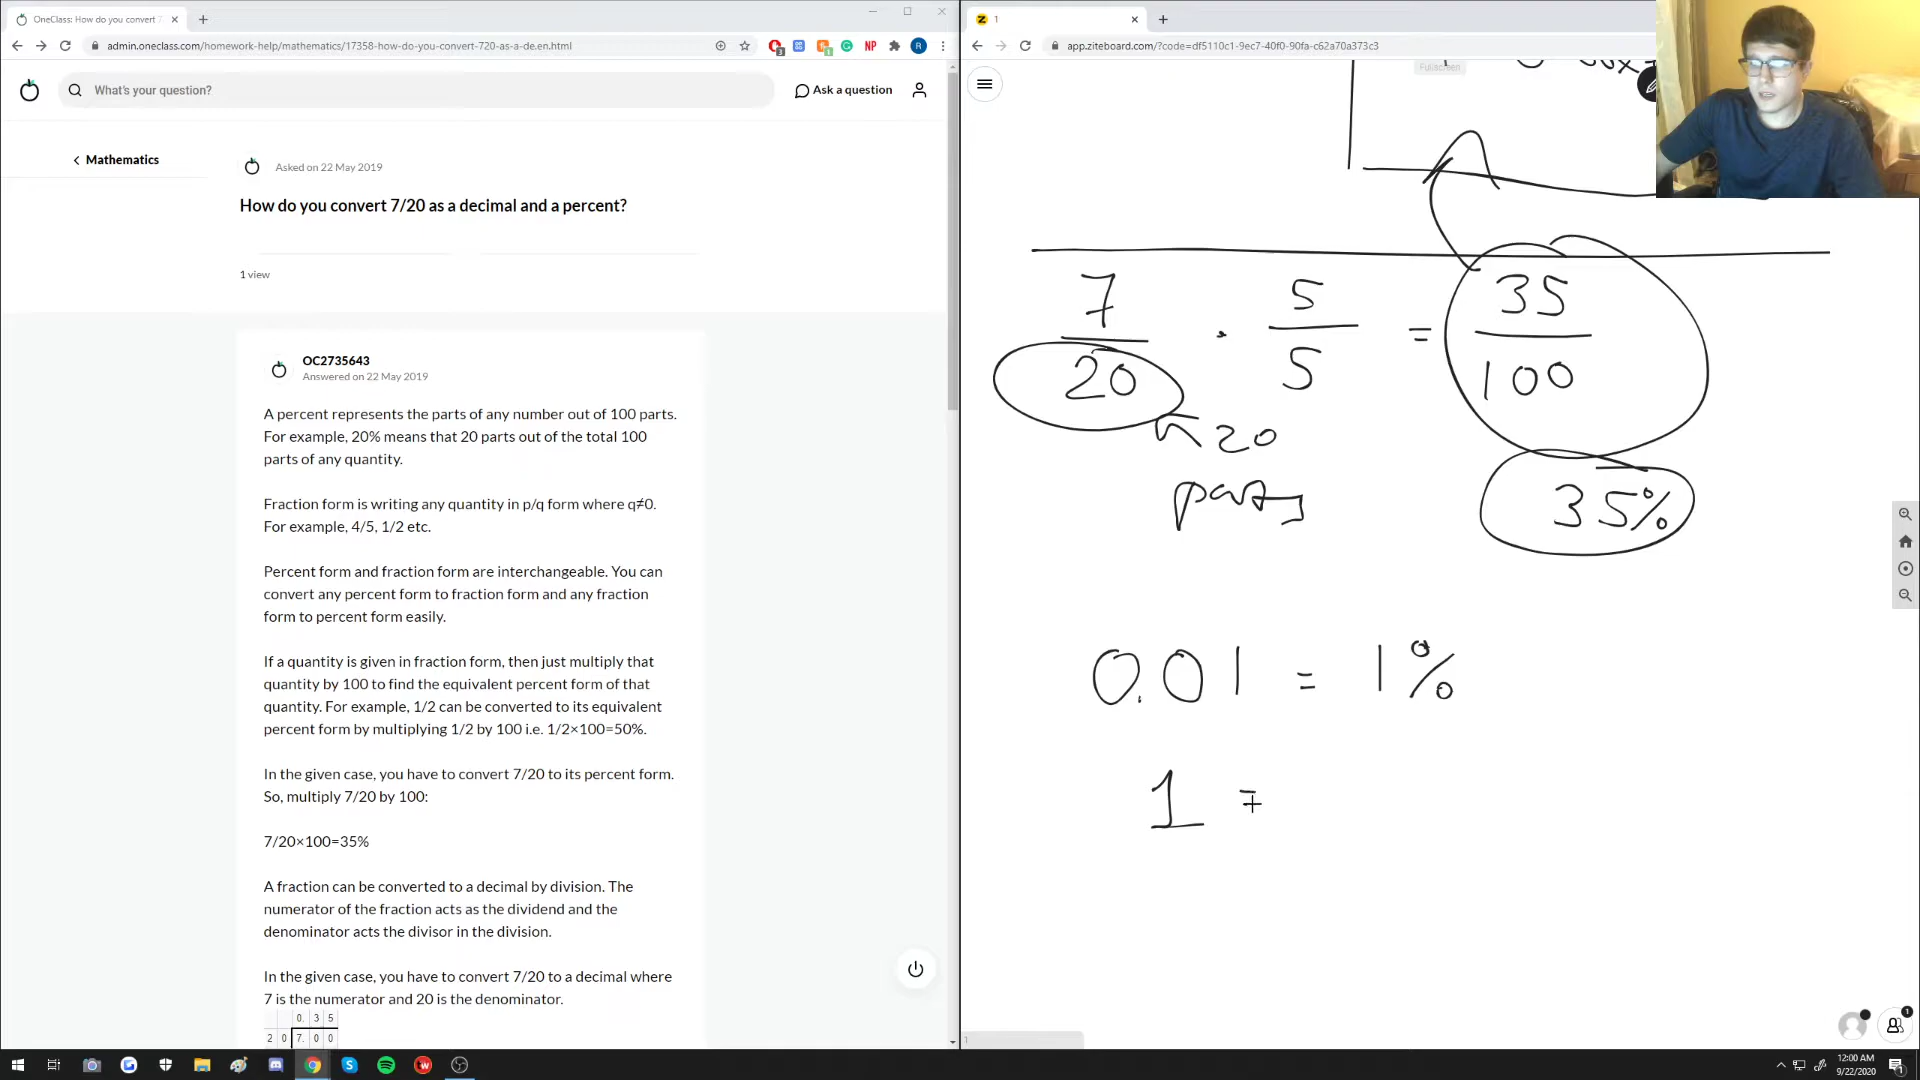 OneClass: How do you convert 7
admin.oneclass.com/homework-help/mathematics/17358-how-do-you-convert-720-as-a-de.en.html
NP
R
What's your question?
Ask a question
Mathematics
Asked on 22 May 2019
How do you convert 7/20 as a decimal and a percent?
1 view
OC2735643
Answered on 22 May 2019
A percent represents the parts of any number out of 100 parts.
For example, 20% means that 20 parts out of the total 100
parts of any quantity.
Fraction form is writing any quantity in p/q form where q≠0.
For example, 4/5, 1/2 etc.
Percent form and fraction form are interchangeable. You can
convert any percent form to fraction form and any fraction
form to percent form easily.
If a quantity is given in fraction form, then just multiply that
quantity by 100 to find the equivalent percent form of that
quantity. For example, 1/2 can be converted to its equivalent
percent form by multiplying 1/2 by 100 i.e. 1/2×100=50%.
In the given case, you have to convert 7/20 to its percent form.
So, multiply 7/20 by 100:
7/20×100=35%
A fraction can be converted to a decimal by division. The
numerator of the fraction acts as the dividend and the
denominator acts the divisor in the division.
In the given case, you have to convert 7/20 to a decimal where
7 is the numerator and 20 is the denominator.
0. 3 5
2 0 7. 0 0
1
app.ziteboard.com/?code=df5110c1-9ec7-40f0-90fa-c62a70a373c3
Fullscreen
7/20 · 5/5 = 35/100
20
parts
35%
0.01 = 1%
1 =
1
1
12:00 AM
9/22/2020